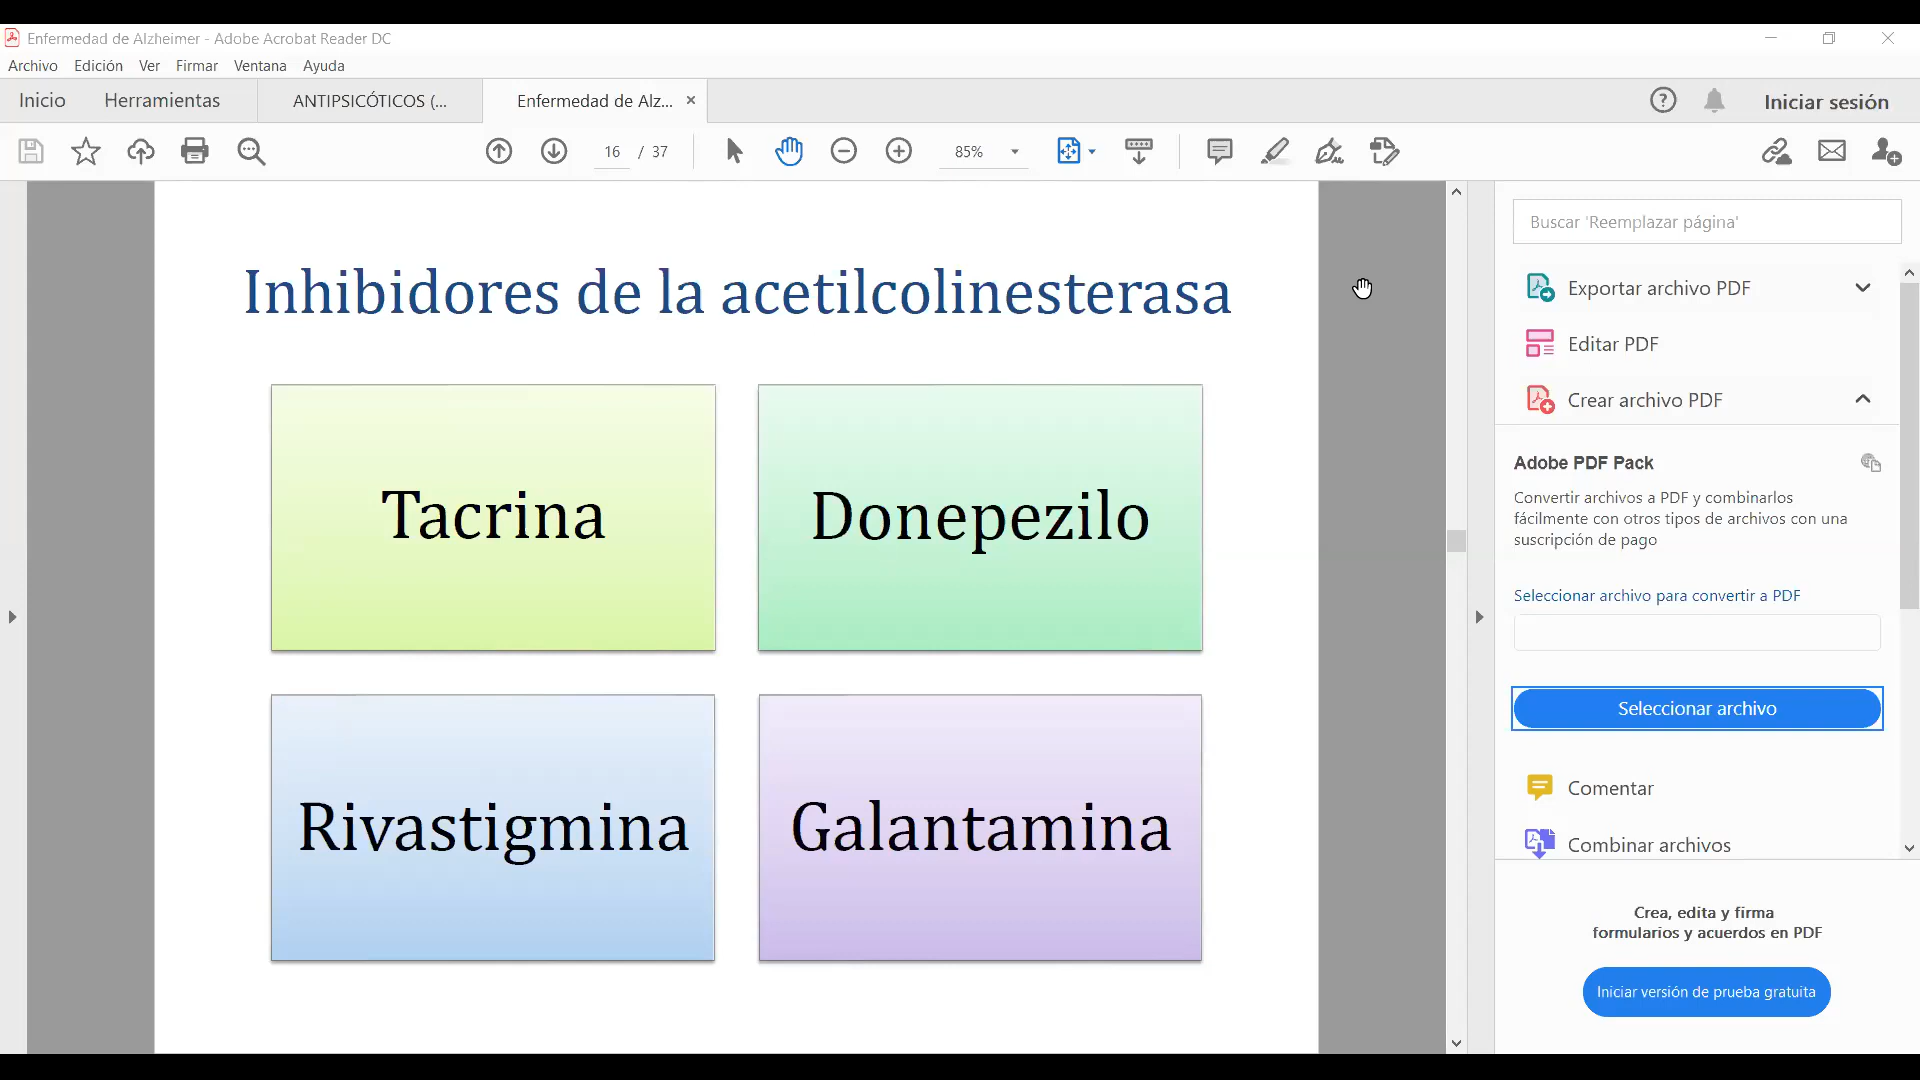 Enfermedad de Alzheimer - Adobe Acrobat Reader DC
Archivo Edición Ver Firmar Ventana Ayuda
Inicio Herramientas ANTIPSICÓTICOS (... Enfermedad de Alz... × Iniciar sesión
16 / 37 85%
Inhibidores de la acetilcolinesterasa
Tacrina
Donepezilo
Rivastigmina
Galantamina
Buscar 'Reemplazar página'
Exportar archivo PDF
Editar PDF
Crear archivo PDF
Adobe PDF Pack
Convertir archivos a PDF y combinarlos
fácilmente con otros tipos de archivos con una
suscripción de pago
Seleccionar archivo para convertir a PDF
Seleccionar archivo
Comentar
Combinar archivos
Crea, edita y firma
formularios y acuerdos en PDF
Iniciar versión de prueba gratuita